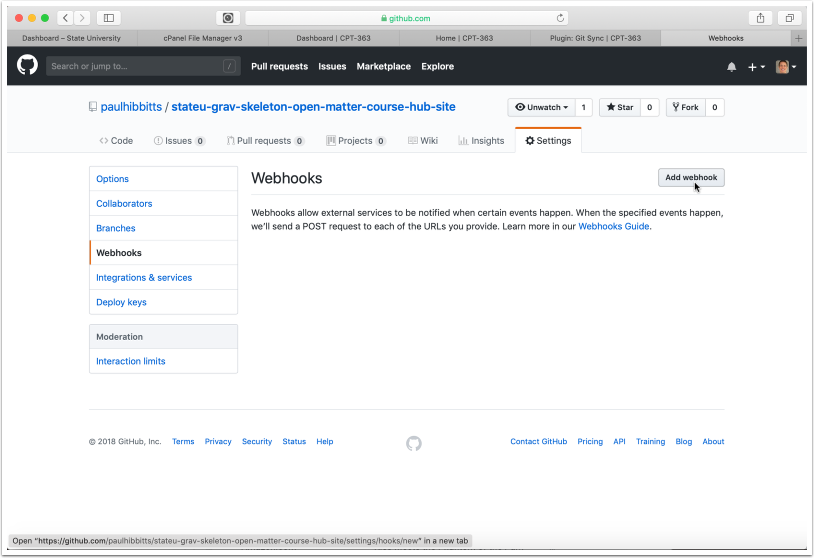 github.com
Dashboard – State University
cPanel File Manager v3
Dashboard | CPT-363
Home | CPT-363
Plugin: Git Sync | CPT-363
Webhooks
Search or jump to...
/
Pull requests
Issues
Marketplace
Explore
paulhibbitts / stateu-grav-skeleton-open-matter-course-hub-site
Unwatch 1
Star 0
Fork 0
Code
Issues 0
Pull requests 0
Projects 0
Wiki
Insights
Settings
Options
Collaborators
Branches
Webhooks
Integrations & services
Deploy keys
Moderation
Interaction limits
Webhooks
Add webhook
Webhooks allow external services to be notified when certain events happen. When the specified events happen,
we'll send a POST request to each of the URLs you provide. Learn more in our Webhooks Guide.
© 2018 GitHub, Inc. Terms Privacy Security Status Help
Contact GitHub Pricing API Training Blog About
Open "https://github.com/paulhibbitts/stateu-grav-skeleton-open-matter-course-hub-site/settings/hooks/new" in a new tab